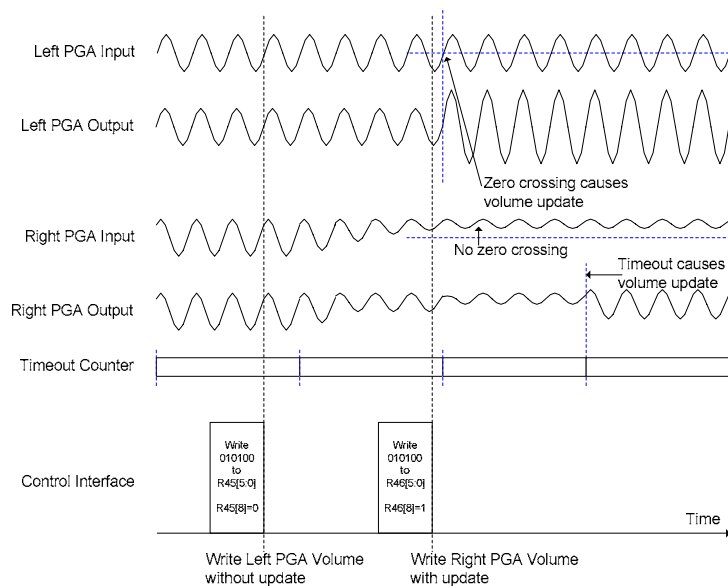 Left PGA Input
Left PGA Output
Zero crossing causes
volume update
Right PGA Input
No zero crossing
Timeout causes
volume update
Right PGA Output
Timeout Counter
Write
010100
to
R45[5:0]
R45[8]=0
Write
010100
to
R46[5:0]
R46[8]=1
Control Interface
Time
Write Left PGA Volume
without update
Write Right PGA Volume
with update